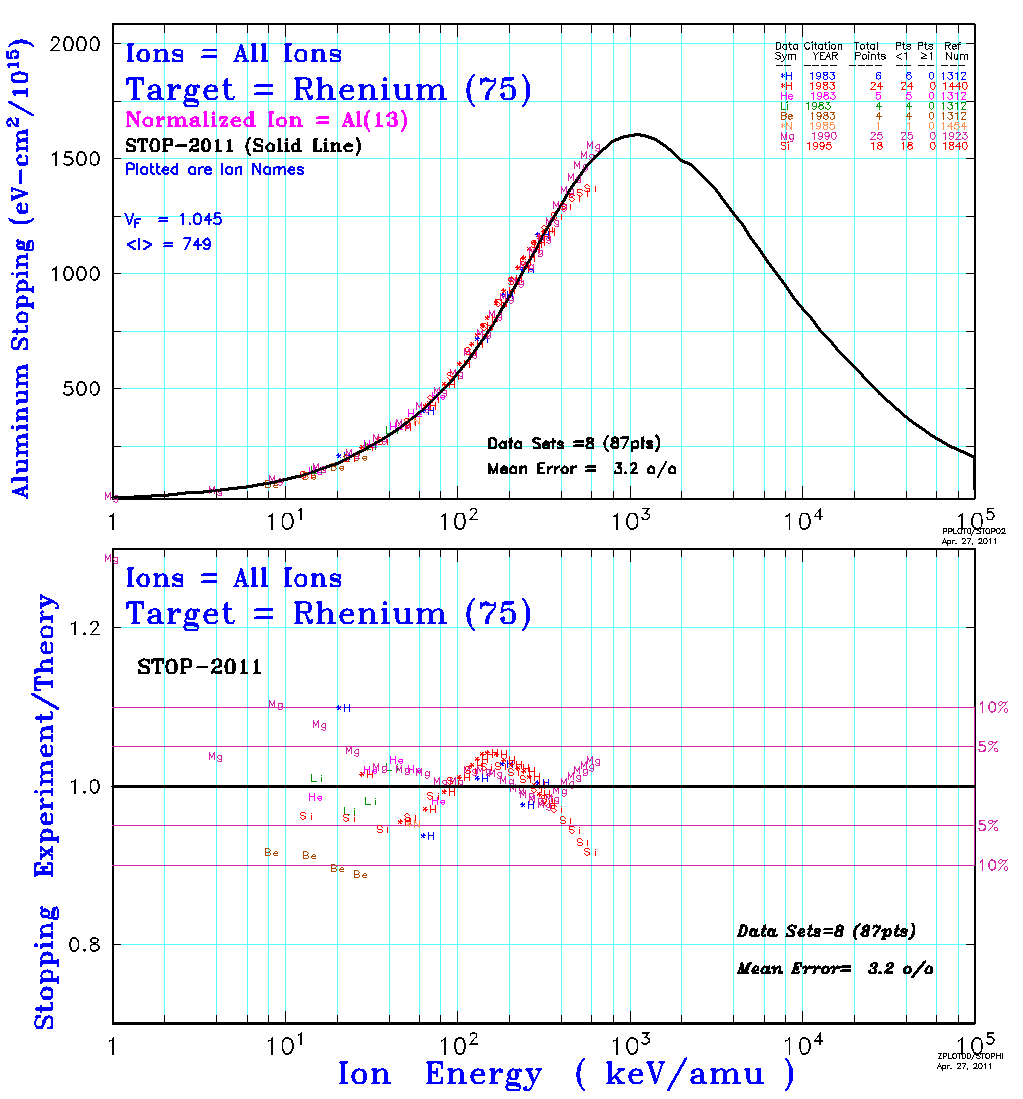 Ions = All Ions
Target = Rhenium (75)
Normalized Ion = Al(13)
STOP-2011 (Solid Line)
Plotted are Ion Names
VF = 1.045
<I> = 749
Data Citation Total Pts Pts Ref
Sym YEAR Points <1 ≥1 Num
*H 1983 6 6 0 1312
*H 1983 24 24 0 1440
He 1983 5 5 0 1312
Li 1983 4 4 0 1312
Be 1983 4 4 0 1312
*N 1985 1 1 0 1454
Mg 1990 25 25 0 1923
Si 1995 18 18 0 1840
Aluminum Stopping (eV-cm²/10¹⁵)
2000
1500
1000
500
Data Sets =8 (87pts)
Mean Error = 3.2 o/o
1 10¹ 10² 10³ 10⁴ 10⁵
PPLOT0/STOP02
Apr. 27, 2011
Ions = All Ions
Target = Rhenium (75)
STOP-2011
Stopping Experiment/Theory
1.2
1.0
0.8
10%
5%
5%
10%
Data Sets=8 (87pts)
Mean Error= 3.2 o/o
1 10¹ 10² 10³ 10⁴ 10⁵
Ion Energy ( keV/amu )
ZPLOT0D/STOPHI
Apr. 27, 2011